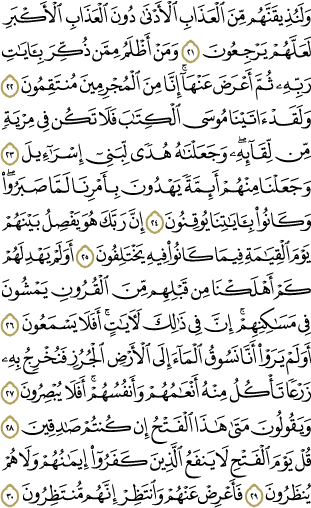 وَلَنُذِيقَنَّهُم مِّنَ ٱلْعَذَابِ ٱلْأَدْنَىٰ دُونَ ٱلْعَذَابِ ٱلْأَكْبَرِ
لَعَلَّهُمْ يَرْجِعُونَ ٢١ وَمَنْ أَظْلَمُ مِمَّن ذُكِّرَ بِـَٔايَٰتِ
رَبِّهِۦ ثُمَّ أَعْرَضَ عَنْهَآ ۚ إِنَّا مِنَ ٱلْمُجْرِمِينَ مُنتَقِمُونَ ٢٢
وَلَقَدْ ءَاتَيْنَا مُوسَى ٱلْكِتَٰبَ فَلَا تَكُن فِى مِرْيَةٍ
مِّن لِّقَآئِهِۦ ۖ وَجَعَلْنَٰهُ هُدًى لِّبَنِىٓ إِسْرَٰٓءِيلَ ٢٣
وَجَعَلْنَا مِنْهُمْ أَئِمَّةً يَهْدُونَ بِأَمْرِنَا لَمَّا صَبَرُوا۟ ۖ
وَكَانُوا۟ بِـَٔايَٰتِنَا يُوقِنُونَ ٢٤ إِنَّ رَبَّكَ هُوَ يَفْصِلُ بَيْنَهُمْ
يَوْمَ ٱلْقِيَٰمَةِ فِيمَا كَانُوا۟ فِيهِ يَخْتَلِفُونَ ٢٥ أَوَلَمْ يَهْدِ لَهُمْ
كَمْ أَهْلَكْنَا مِن قَبْلِهِم مِّنَ ٱلْقُرُونِ يَمْشُونَ
فِى مَسَٰكِنِهِمْ ۚ إِنَّ فِى ذَٰلِكَ لَـَٔايَٰتٍ ۖ أَفَلَا يَسْمَعُونَ ٢٦
أَوَلَمْ يَرَوْا۟ أَنَّا نَسُوقُ ٱلْمَآءَ إِلَى ٱلْأَرْضِ ٱلْجُرُزِ فَنُخْرِجُ بِهِۦ
زَرْعًا تَأْكُلُ مِنْهُ أَنْعَٰمُهُمْ وَأَنفُسُهُمْ ۖ أَفَلَا يُبْصِرُونَ ٢٧
وَيَقُولُونَ مَتَىٰ هَٰذَا ٱلْفَتْحُ إِن كُنتُمْ صَٰدِقِينَ ٢٨
قُلْ يَوْمَ ٱلْفَتْحِ لَا يَنفَعُ ٱلَّذِينَ كَفَرُوٓا۟ إِيمَٰنُهُمْ وَلَا هُمْ
يُنظَرُونَ ٢٩ فَأَعْرِضْ عَنْهُمْ وَٱنتَظِرْ إِنَّهُم مُّنتَظِرُونَ ٣٠